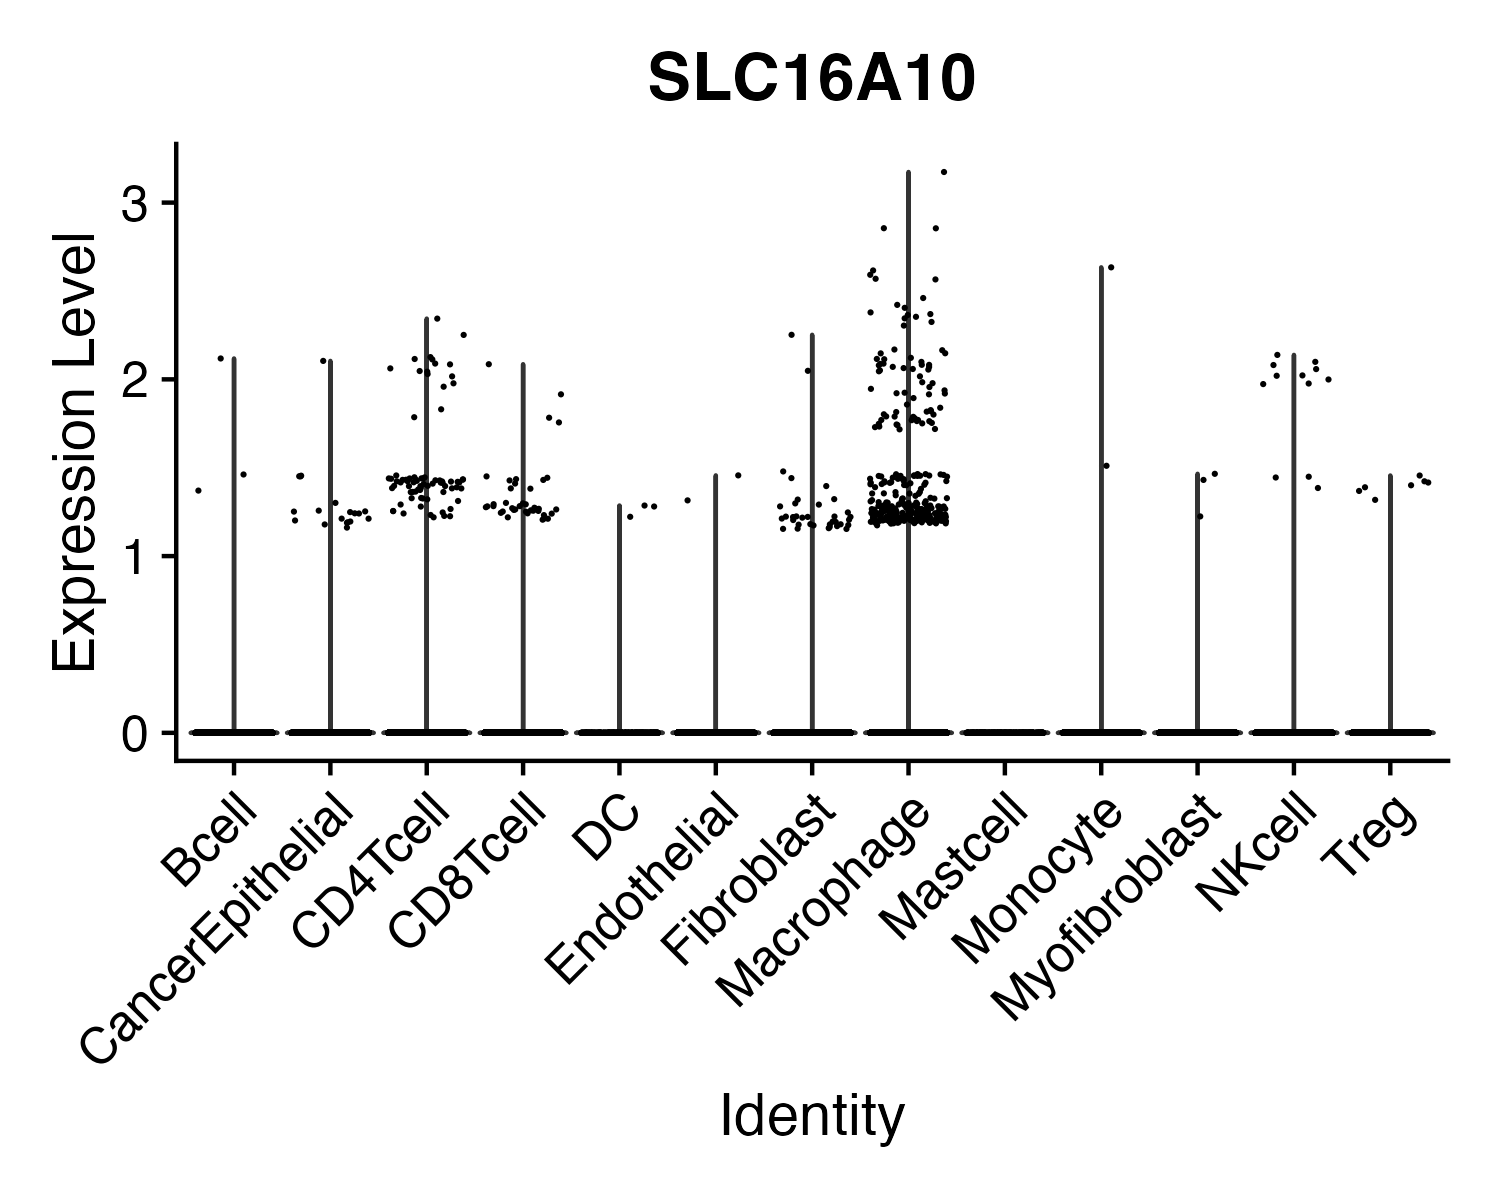 SLC16A10
Expression Level
3
2
1
0
Bcell
CancerEpithelial
CD4Tcell
CD8Tcell
DC
Endothelial
Fibroblast
Macrophage
Mastcell
Monocyte
Myofibroblast
NKcell
Treg
Identity